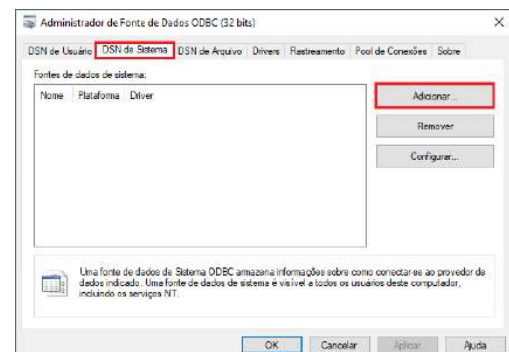 Administrador de Fonte de Dados ODBC (32 bits)
DSN de Usuário DSN de Sistema DSN de Arquivo Drivers Rastreamento Pool de Conexões Sobre
Fontes de dados de sistema:
Nome Plataforma Driver
Adicionar...
Remover
Configurar...
Uma fonte de dados de Sistema ODBC armazena informações sobre como conectar-se ao provedor de
dados indicado. Uma fonte de dados de sistema é visível a todos os usuários deste computador,
incluindo os serviços NT.
OK Cancelar Aplicar Ajuda